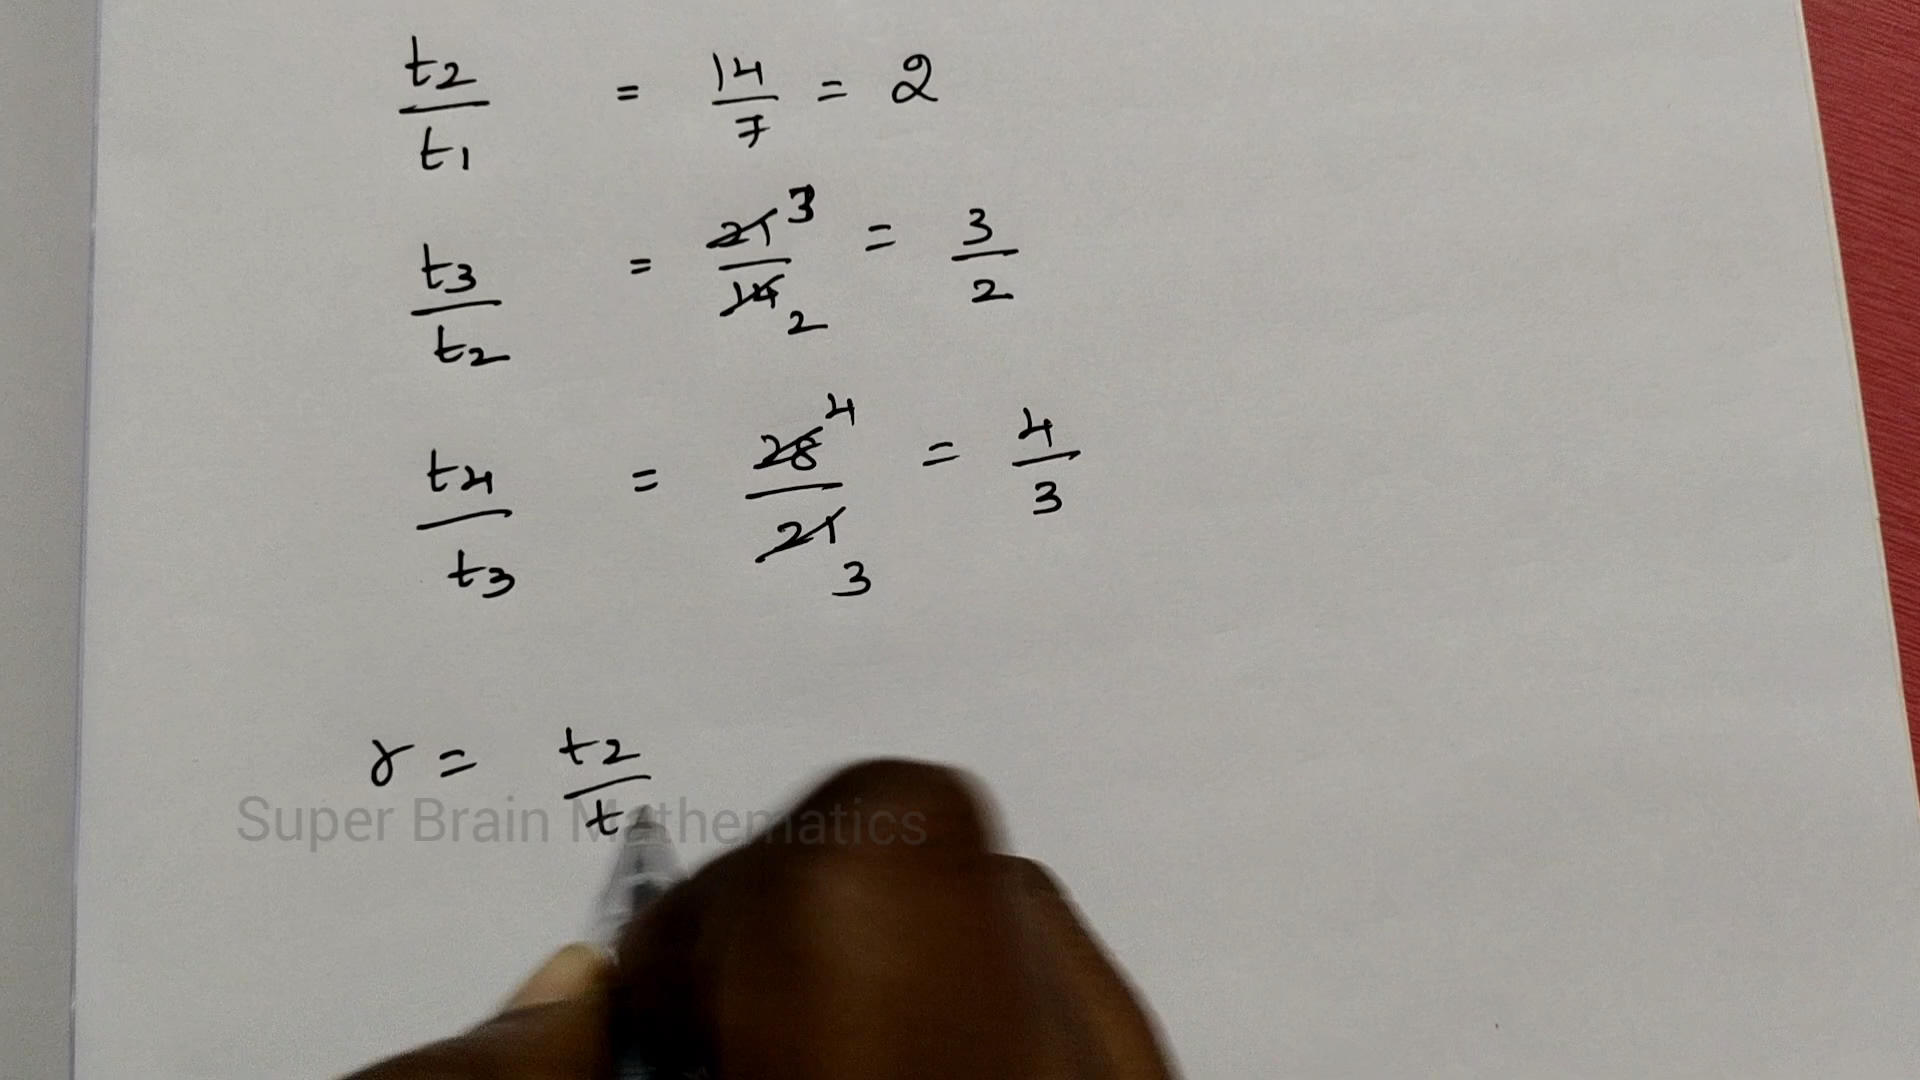 t2/t1 = 14/7 = 2
t3/t2 = 21 3/14 2 = 3/2
t4/t3 = 28 4/21 3 = 4/3
r = t2/t
Super Brain Mathematics